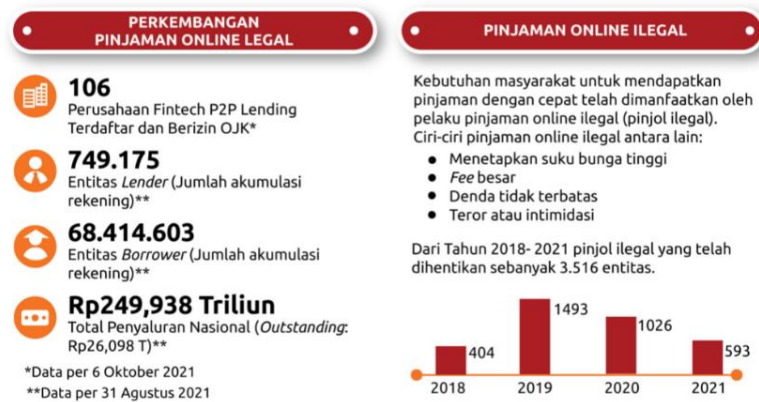 PERKEMBANGAN
PINJAMAN ONLINE LEGAL
106
Perusahaan Fintech P2P Lending
Terdaftar dan Berizin OJK*
749.175
Entitas Lender (Jumlah akumulasi
rekening)**
68.414.603
Entitas Borrower (Jumlah akumulasi
rekening)**
Rp249,938 Triliun
Total Penyaluran Nasional (Outstanding:
Rp26,098 T)**
*Data per 6 Oktober 2021
**Data per 31 Agustus 2021
PINJAMAN ONLINE ILEGAL
Kebutuhan masyarakat untuk mendapatkan
pinjaman dengan cepat telah dimanfaatkan oleh
pelaku pinjaman online ilegal (pinjol ilegal).
Ciri-ciri pinjaman online ilegal antara lain:
● Menetapkan suku bunga tinggi
● Fee besar
● Denda tidak terbatas
● Teror atau intimidasi
Dari Tahun 2018- 2021 pinjol ilegal yang telah
dihentikan sebanyak 3.516 entitas.
404
1493
1026
593
2018 2019 2020 2021